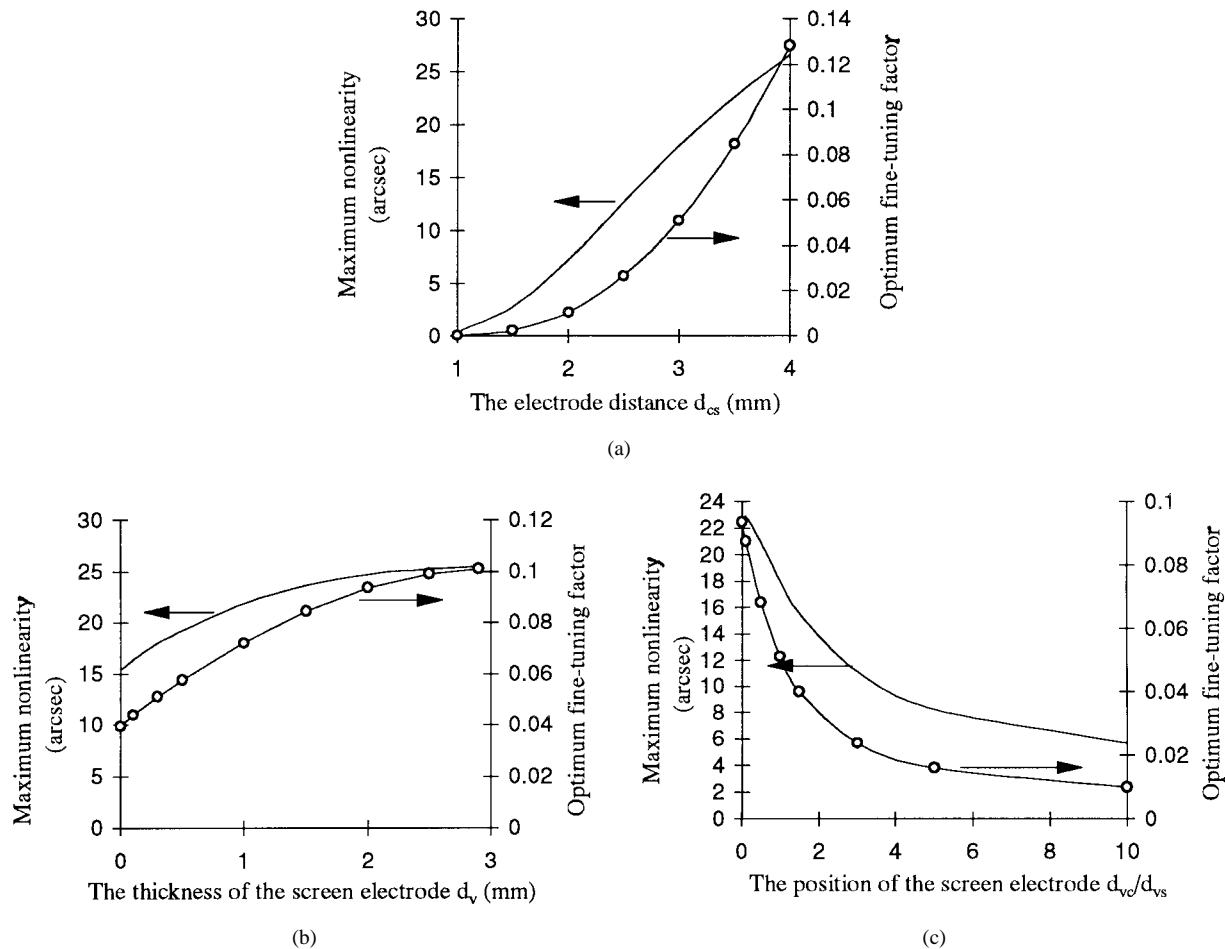 30
25
20
15
10
5
0
Maximum nonlinearity
(arcsec)
0.14
0.12
0.1
0.08
0.06
0.04
0.02
0
Optimum fine-tuning factor
1 2 3 4
The electrode distance d_cs (mm)
(a)
30
25
20
15
10
5
0
Maximum nonlinearity
(arcsec)
0.12
0.1
0.08
0.06
0.04
0.02
0
Optimum fine-tuning factor
0 1 2 3
The thickness of the screen electrode d_v (mm)
(b)
24
22
20
18
16
14
12
10
8
6
4
2
0
Maximum nonlinearity
(arcsec)
0.1
0.08
0.06
0.04
0.02
0
Optimum fine-tuning factor
0 2 4 6 8 10
The position of the screen electrode d_vc/d_vs
(c)